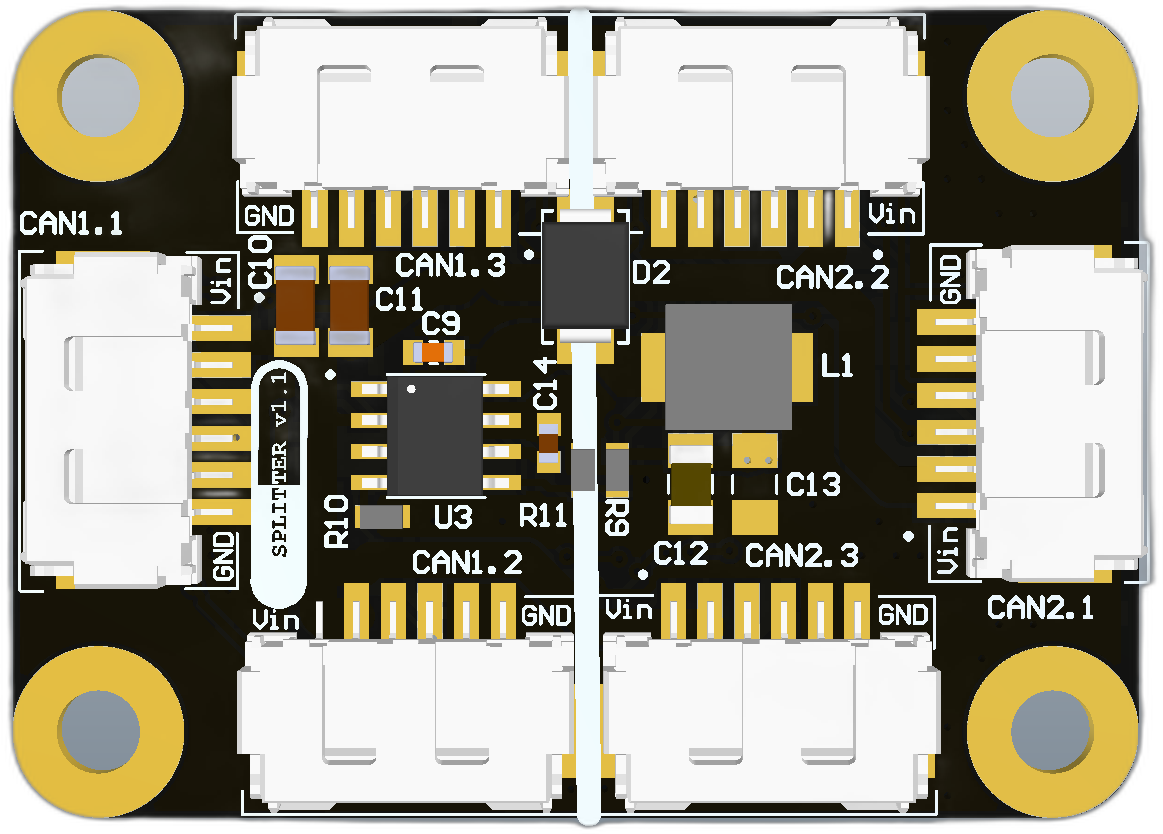 GND
Vin
CAN1.1
C10
CAN1.3
D2
CAN2.2
GND
Vin
C11
C9
L1
C14
SPLITTER v1.1
C13
R10
U3
R11
R9
GND
CAN1.2
C12
CAN2.3
Vin
Vin
GND
Vin
GND
CAN2.1